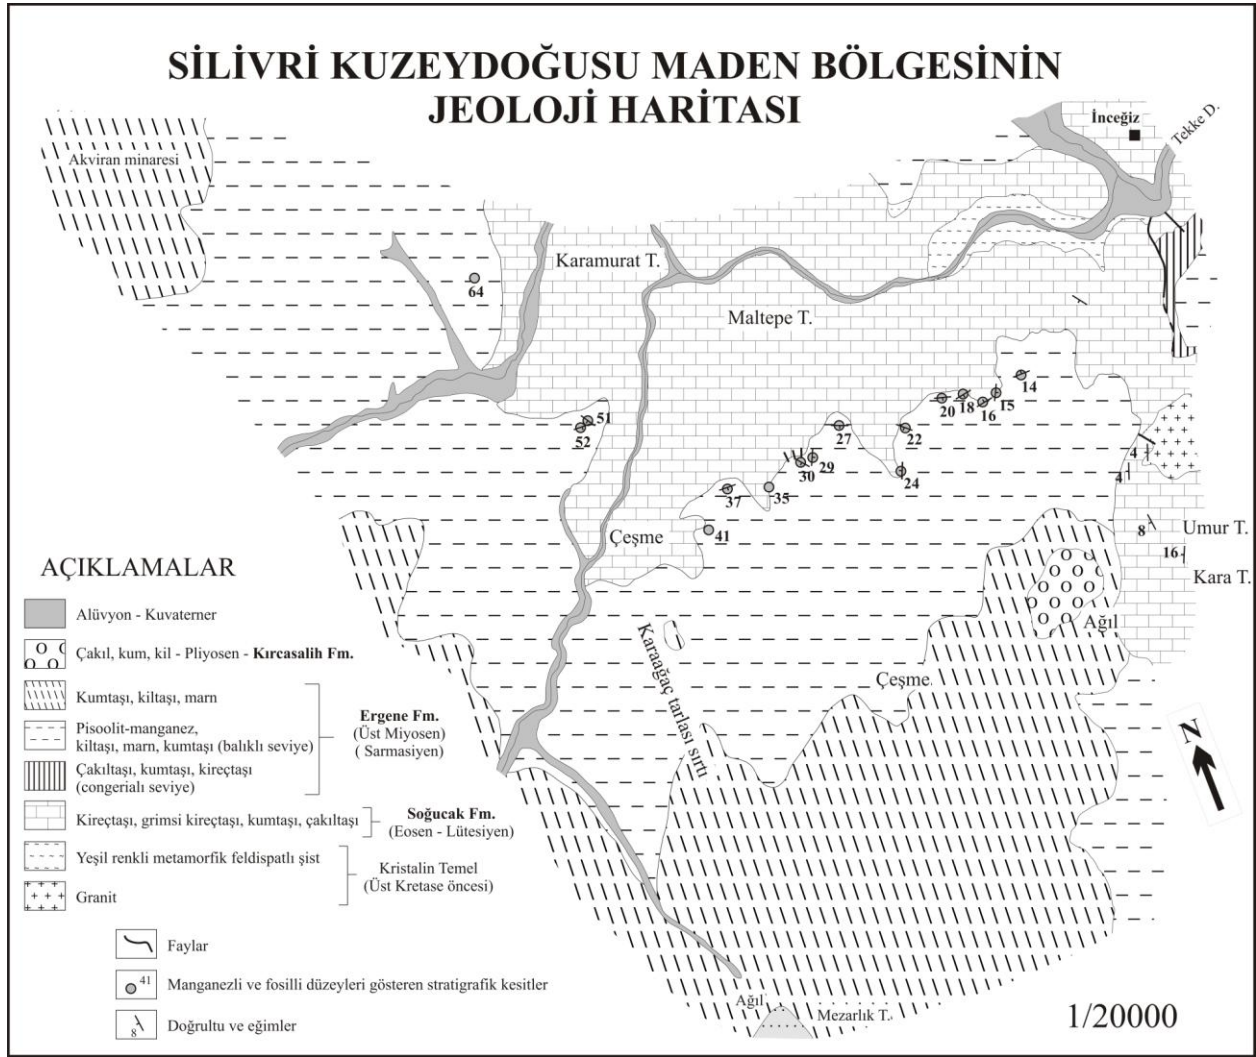 SİLİVRİ KUZEYDOĞUSU MADEN BÖLGESİNİN
JEOLOJİ HARİTASI
İnceğiz
Tekke D.
Akviran minaresi
Karamurat T.
64
Maltepe T.
14
20
18
16
15
51
52
27
22
29
30
24
4
4
37
35
41
8
Umur T.
16
Kara T.
Çeşme
Ağıl
Karaağaç tarlası sırtı
Çeşme
N
AÇIKLAMALAR
Alüvyon - Kuvaterner
Çakıl, kum, kil - Pliyosen - Kırcasalih Fm.
Kumtaşı, kiltaşı, marn
Pisoolit-manganez,
kiltaşı, marn, kumtaşı (balıklı seviye)
Çakıltaşı, kumtaşı, kireçtaşı
(congerialı seviye)
Ergene Fm.
(Üst Miyosen)
( Sarmasiyen)
Kireçtaşı, grimsi kireçtaşı, kumtaşı, çakıltaşı
Soğucak Fm.
(Eosen - Lütesiyen)
Yeşil renkli metamorfik feldispatlı şist
Granit
Kristalin Temel
(Üst Kretase öncesi)
Faylar
41
Manganezli ve fosilli düzeyleri gösteren stratigrafik kesitler
8
Doğrultu ve eğimler
Ağıl
Mezarlık T.
1/20000